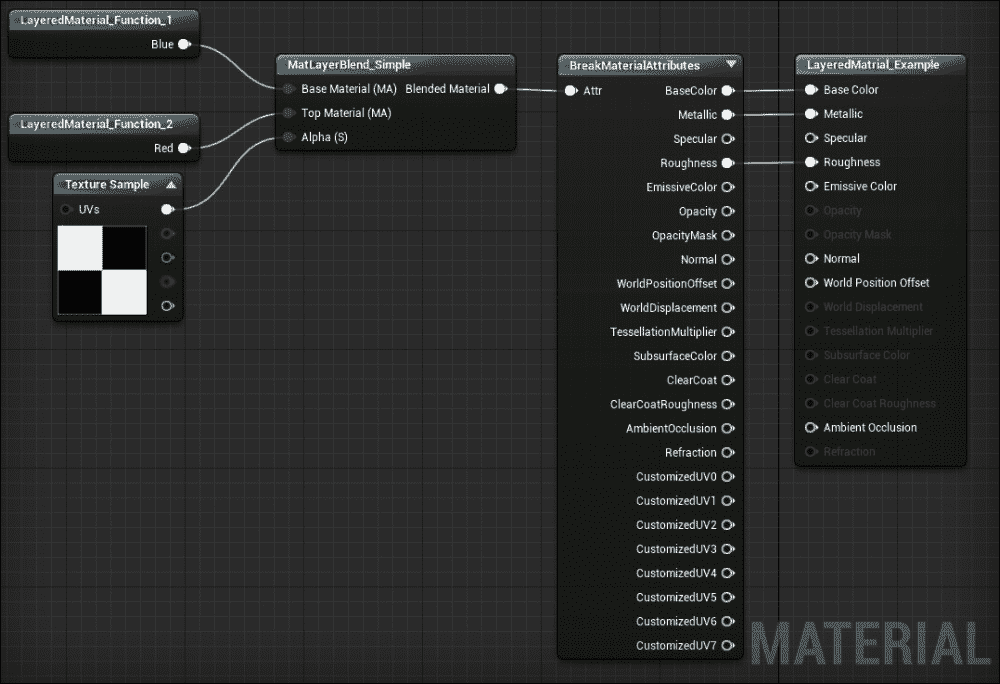 LayeredMaterial_Function_1
Blue
LayeredMaterial_Function_2
Red
Texture Sample
UVs
MatLayerBlend_Simple
Base Material (MA) Blended Material
Top Material (MA)
Alpha (S)
BreakMaterialAttributes
Attr BaseColor
Metallic
Specular
Roughness
EmissiveColor
Opacity
OpacityMask
Normal
WorldPositionOffset
WorldDisplacement
TessellationMultiplier
SubsurfaceColor
ClearCoat
ClearCoatRoughness
AmbientOcclusion
Refraction
CustomizedUV0
CustomizedUV1
CustomizedUV2
CustomizedUV3
CustomizedUV4
CustomizedUV5
CustomizedUV6
CustomizedUV7
LayeredMatrial_Example
Base Color
Metallic
Specular
Roughness
Emissive Color
Opacity
Opacity Mask
Normal
World Position Offset
World Displacement
Tessellation Multiplier
Subsurface Color
Clear Coat
Clear Coat Roughness
Ambient Occlusion
Refraction
MATERIAL